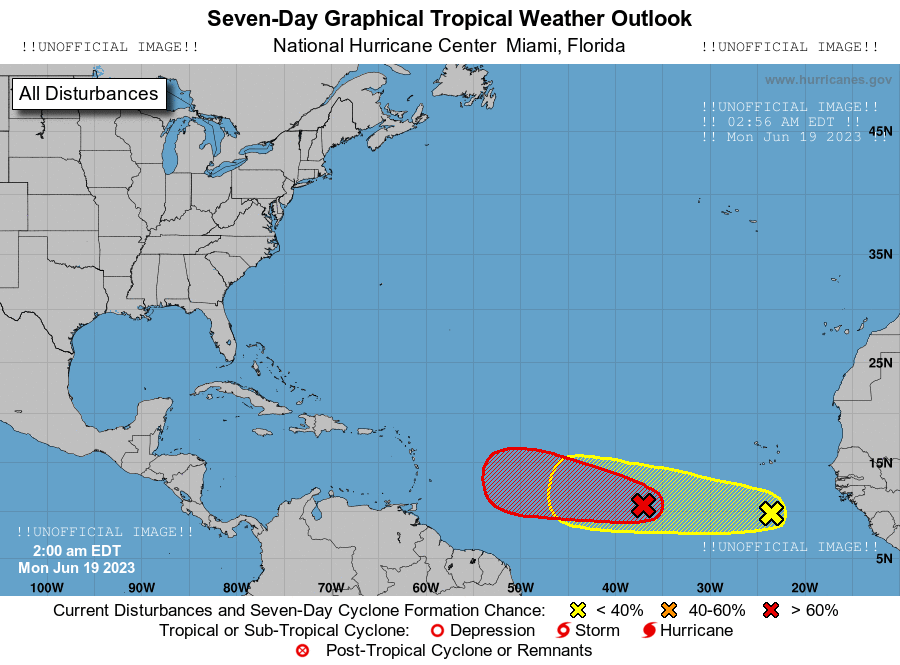 Seven-Day Graphical Tropical Weather Outlook
!!UNOFFICIAL IMAGE!! National Hurricane Center  Miami, Florida !!UNOFFICIAL IMAGE!!
www.hurricanes.gov
All Disturbances
!!UNOFFICIAL IMAGE!!
!! 02:56 AM EDT !!
!! Mon Jun 19 2023 !!
45N
35N
25N
15N
!!UNOFFICIAL IMAGE!!
2:00 am EDT
Mon Jun 19 2023
!!UNOFFICIAL IMAGE!!
5N
100W 90W 80W 70W 60W 50W 40W 30W 20W
Current Disturbances and Seven-Day Cyclone Formation Chance: < 40% 40-60% > 60%
Tropical or Sub-Tropical Cyclone: Depression Storm Hurricane
Post-Tropical Cyclone or Remnants